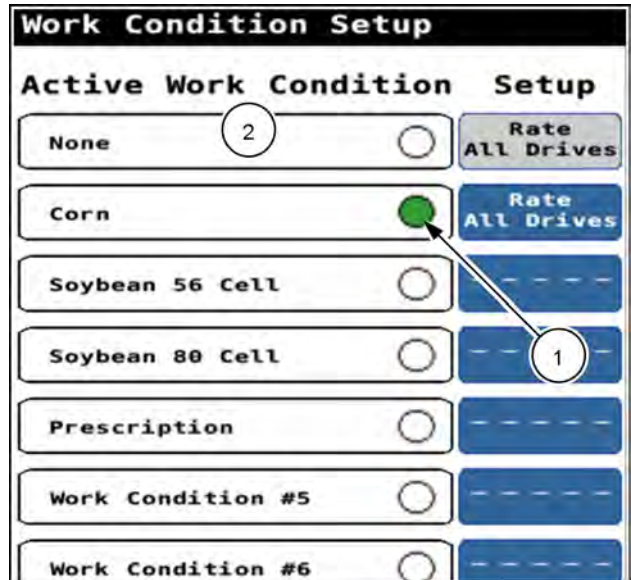 Work Condition Setup
Active Work Condition Setup
2
None
Rate
All Drives
Corn
Rate
All Drives
Soybean 56 Cell
- - - - -
Soybean 80 Cell
- - - - -
1
Prescription
- - - - -
Work Condition #5
- - - - -
Work Condition #6
- - - - -